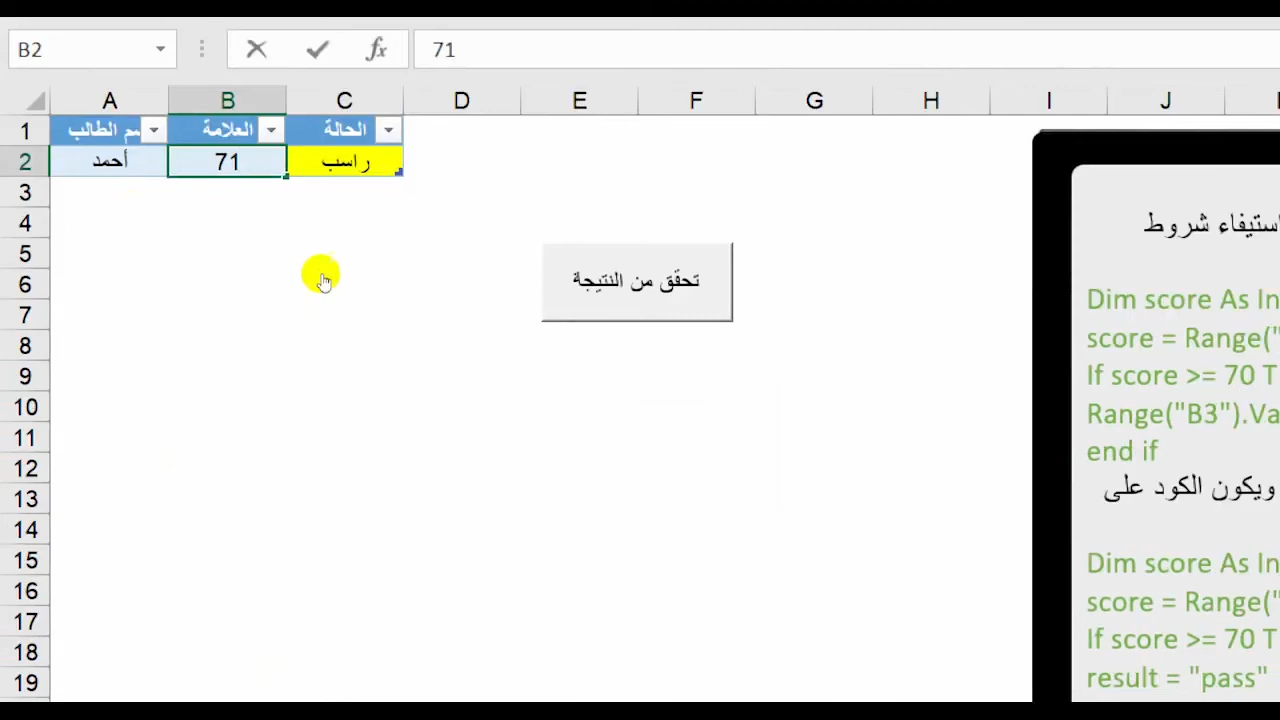 B2
71
A B C D E F G H I J
1 العلامة الحالة
2 أحمد 71 راسب
3
4
5
6
7
8
9
10
11
12
13
14
15
16
17
18
19
تحقّق من النتيجة
ستيفاء شروط
Dim score As In
score = Range("
If score >= 70 T
Range("B3").Va
end if
ويكون الكود على
Dim score As In
score = Range("
If score >= 70 T
result = "pass"